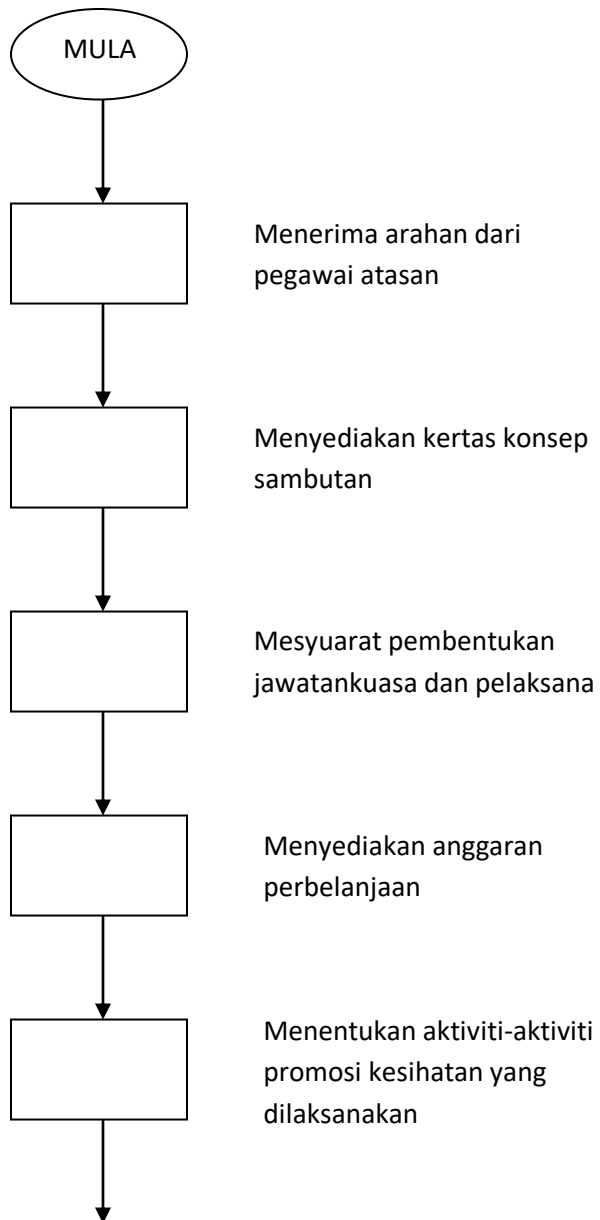 MULA
Menerima arahan dari
pegawai atasan
Menyediakan kertas konsep
sambutan
Mesyuarat pembentukan
jawatankuasa dan pelaksana
Menyediakan anggaran
perbelanjaan
Menentukan aktiviti-aktiviti
promosi kesihatan yang
dilaksanakan